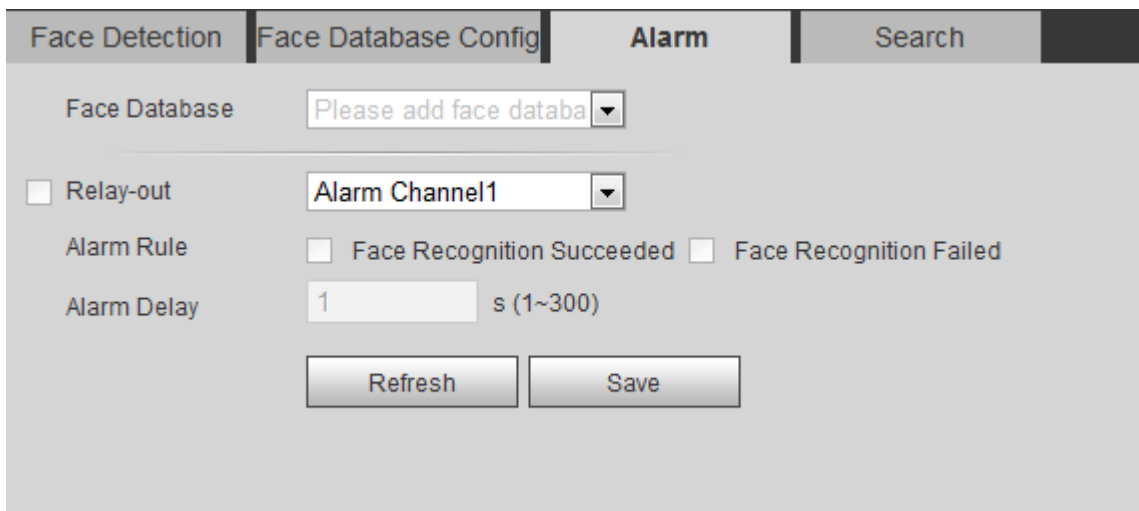 Face Detection Face Database Config Alarm Search
Face Database Please add face databa
Relay-out Alarm Channel1
Alarm Rule Face Recognition Succeeded Face Recognition Failed
Alarm Delay 1 s (1~300)
Refresh Save